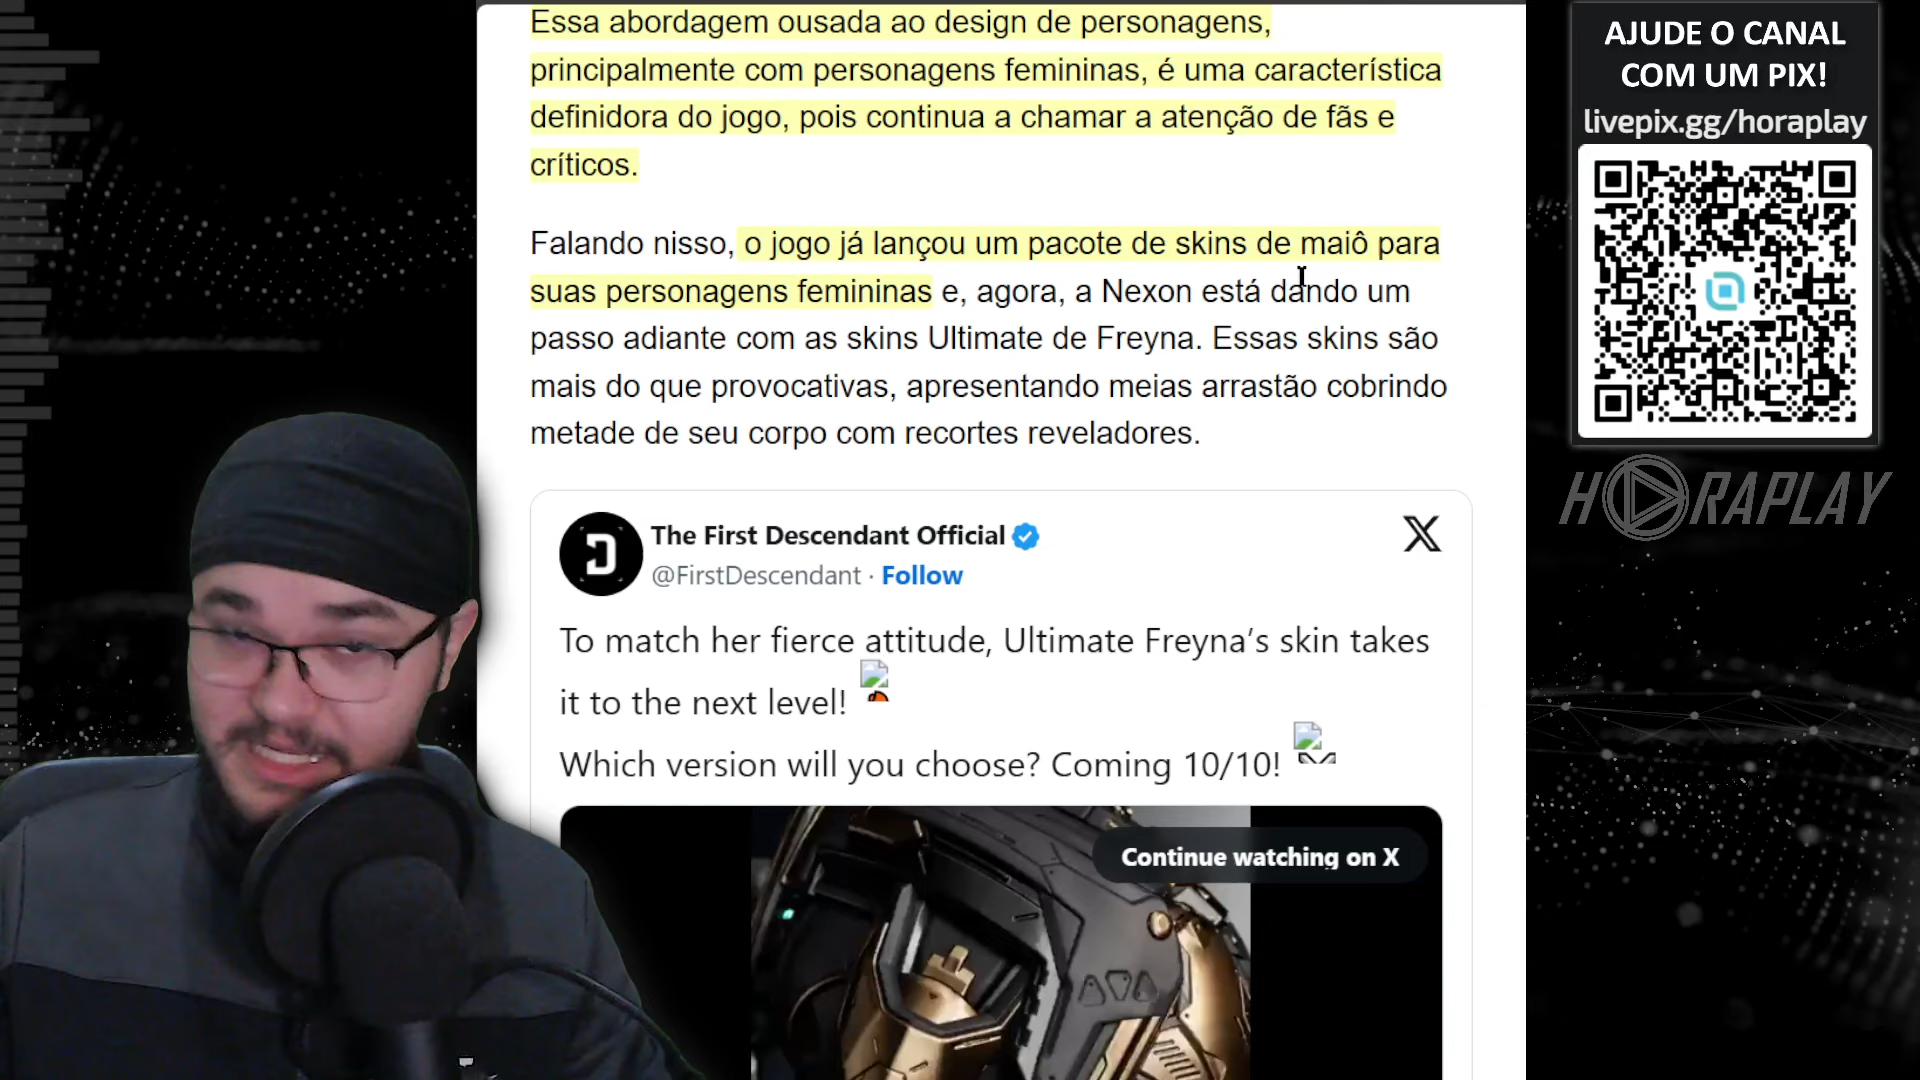 Essa abordagem ousada ao design de personagens,
principalmente com personagens femininas, é uma característica
definidora do jogo, pois continua a chamar a atenção de fãs e
críticos.
Falando nisso, o jogo já lançou um pacote de skins de maiô para
suas personagens femininas e, agora, a Nexon está dando um
passo adiante com as skins Ultimate de Freyna. Essas skins são
mais do que provocativas, apresentando meias arrastão cobrindo
metade de seu corpo com recortes reveladores.
The First Descendant Official
@FirstDescendant · Follow
To match her fierce attitude, Ultimate Freyna’s skin takes
it to the next level!
Which version will you choose? Coming 10/10!
Continue watching on X
AJUDE O CANAL
COM UM PIX!
livepix.gg/horaplay
HORAPLAY